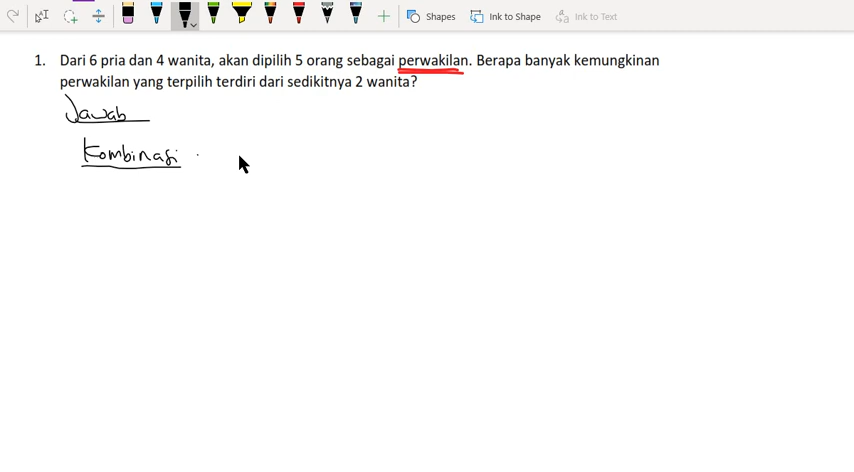 Shapes Ink to Shape Ink to Text
1. Dari 6 pria dan 4 wanita, akan dipilih 5 orang sebagai perwakilan. Berapa banyak kemungkinan
perwakilan yang terpilih terdiri dari sedikitnya 2 wanita?
Jawab
Kombinasi